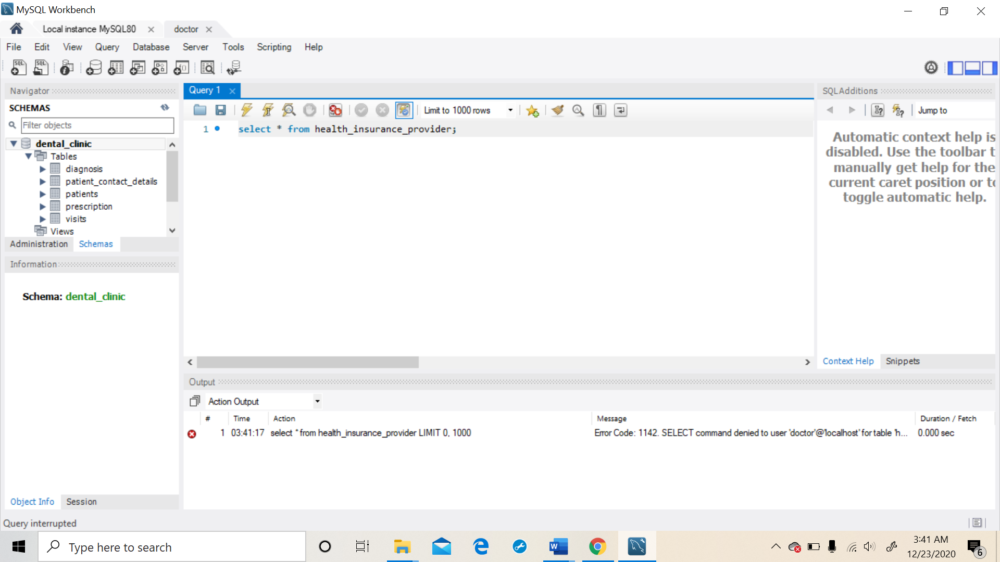 MySQL Workbench
Local instance MySQL80
doctor
File Edit View Query Database Server Tools Scripting Help
Navigator
SCHEMAS
Filter objects
dental_clinic
Tables
diagnosis
patient_contact_details
patients
prescription
visits
Views
Administration Schemas
Information
Schema: dental_clinic
Object Info Session
Query interrupted
Query 1
Limit to 1000 rows
1 select * from health_insurance_provider;
SQLAdditions
Jump to
Automatic context help is
disabled. Use the toolbar t
manually get help for the
current caret position or to
toggle automatic help.
Context Help Snippets
Output
Action Output
# Time Action Message Duration / Fetch
1 03:41:17 select * from health_insurance_provider LIMIT 0, 1000 Error Code: 1142. SELECT command denied to user 'doctor'@'localhost' for table 'h... 0.000 sec
Type here to search
3:41 AM
12/23/2020
6